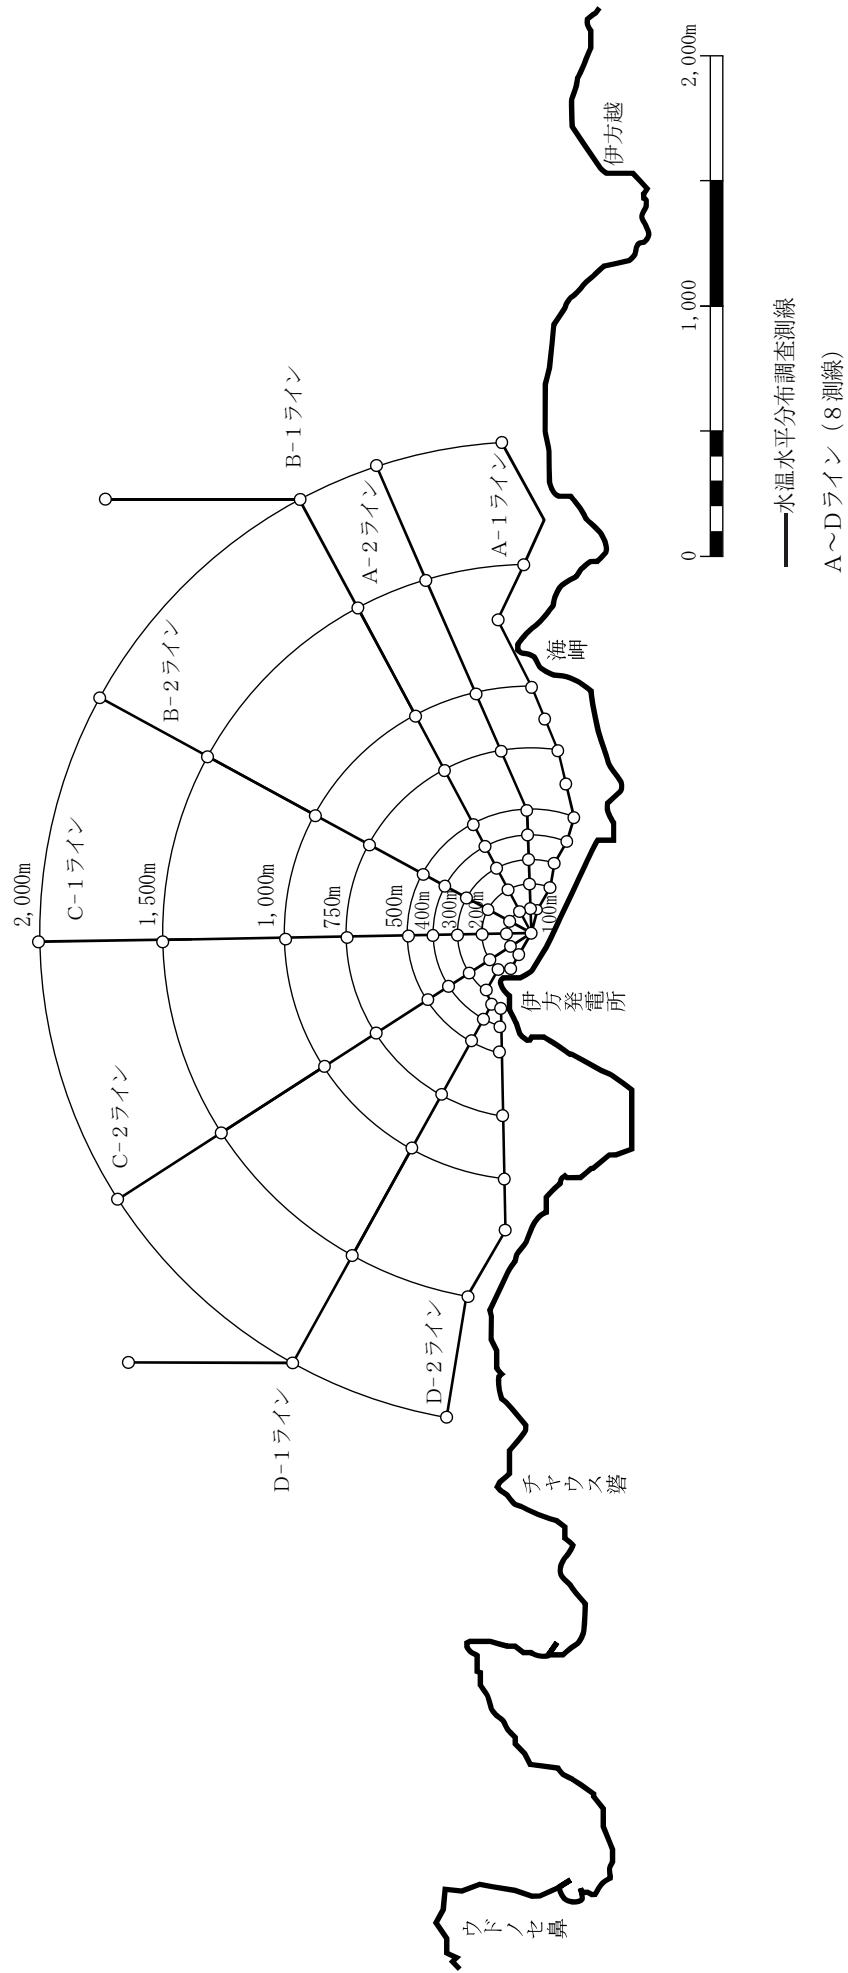 ウドノセ鼻
チャウス碆
伊方発電所
海岬
伊方越
D-1ライン
D-2ライン
C-2ライン
C-1ライン
B-2ライン
B-1ライン
A-2ライン
A-1ライン
2,000m
1,500m
1,000m
750m
500m
400m
300m
200m
100m
0
1,000
2,000m
水温水平分布調査測線
A～Dライン（８測線）